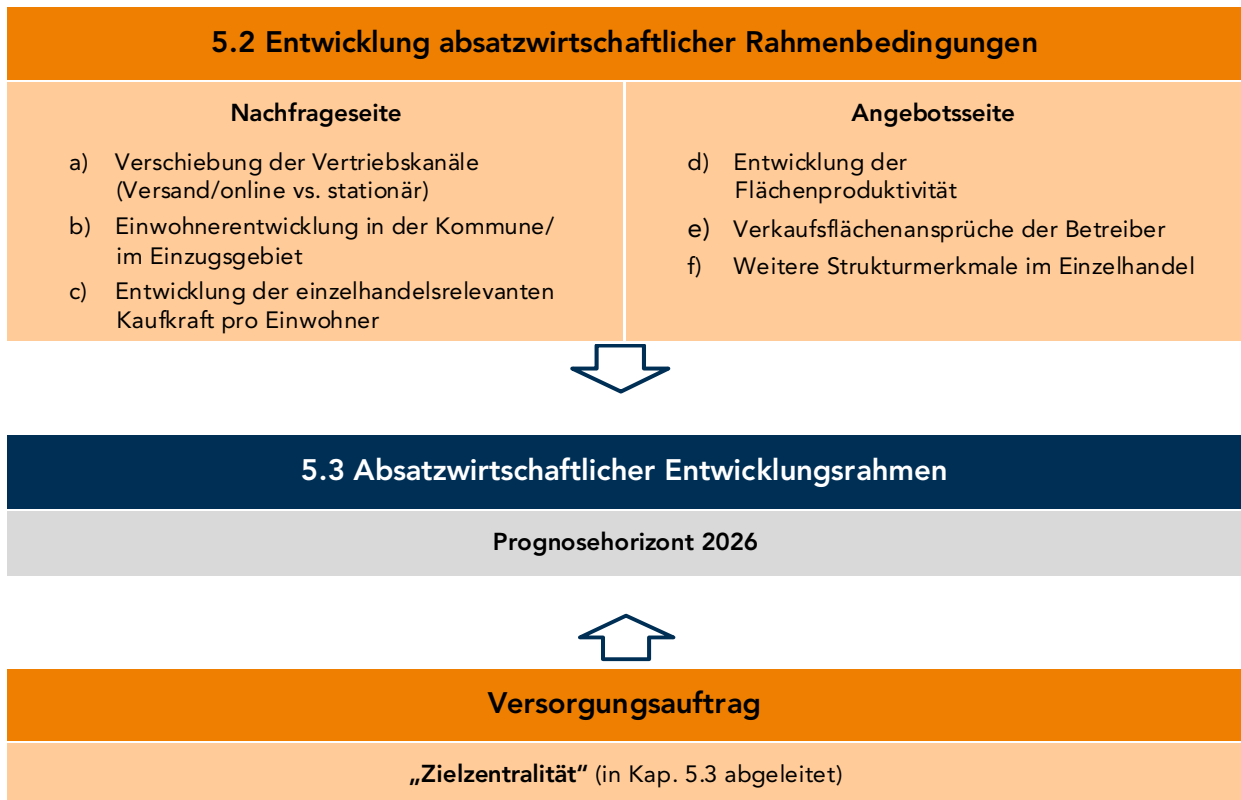 5.2 Entwicklung absatzwirtschaftlicher Rahmenbedingungen
Nachfrageseite
a) Verschiebung der Vertriebskanäle
(Versand/online vs. stationär)
b) Einwohnerentwicklung in der Kommune/
im Einzugsgebiet
c) Entwicklung der einzelhandelsrelevanten
Kaufkraft pro Einwohner
Angebotsseite
d) Entwicklung der
Flächenproduktivität
e) Verkaufsflächenansprüche der Betreiber
f) Weitere Strukturmerkmale im Einzelhandel
5.3 Absatzwirtschaftlicher Entwicklungsrahmen
Prognosehorizont 2026
Versorgungsauftrag
„Zielzentralität“ (in Kap. 5.3 abgeleitet)